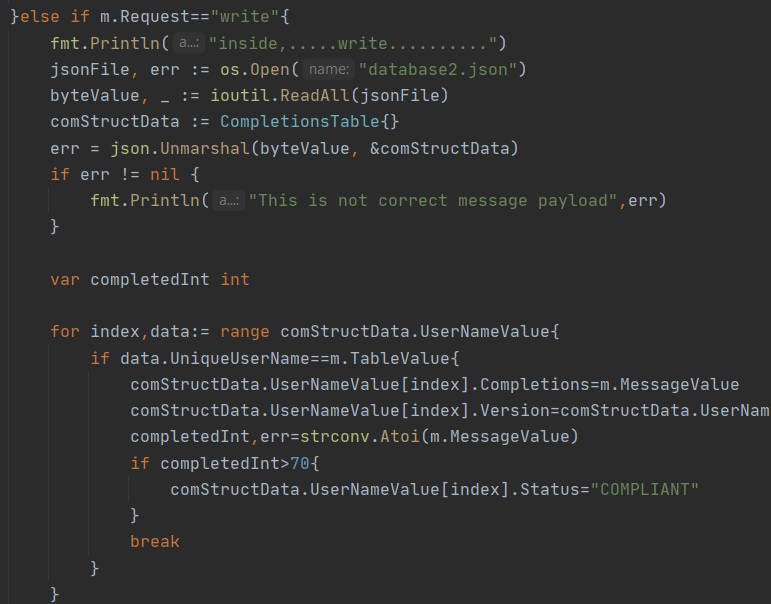 }else if m.Request=="write"{
    fmt.Println( a...: "inside,.....write..........")
    jsonFile, err := os.Open( name: "database2.json")
    byteValue, _ := ioutil.ReadAll(jsonFile)
    comStructData := CompletionsTable{}
    err = json.Unmarshal(byteValue, &comStructData)
    if err != nil {
        fmt.Println( a...: "This is not correct message payload",err)
    }
    var completedInt int
    for index,data:= range comStructData.UserNameValue{
        if data.UniqueUserName==m.TableValue{
            comStructData.UserNameValue[index].Completions=m.MessageValue
            comStructData.UserNameValue[index].Version=comStructData.UserNam
            completedInt,err=strconv.Atoi(m.MessageValue)
            if completedInt>70{
                comStructData.UserNameValue[index].Status="COMPLIANT"
            }
            break
        }
    }